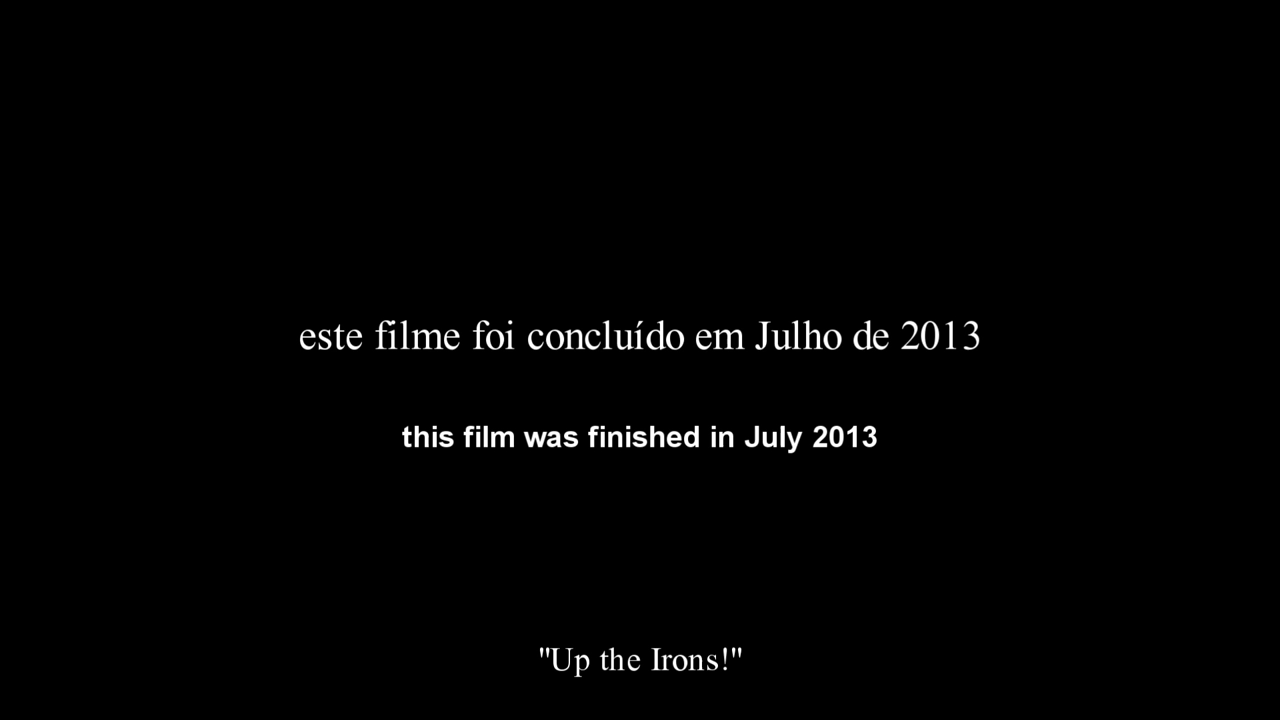 este filme foi concluído em Julho de 2013
this film was finished in July 2013
"Up the Irons!"